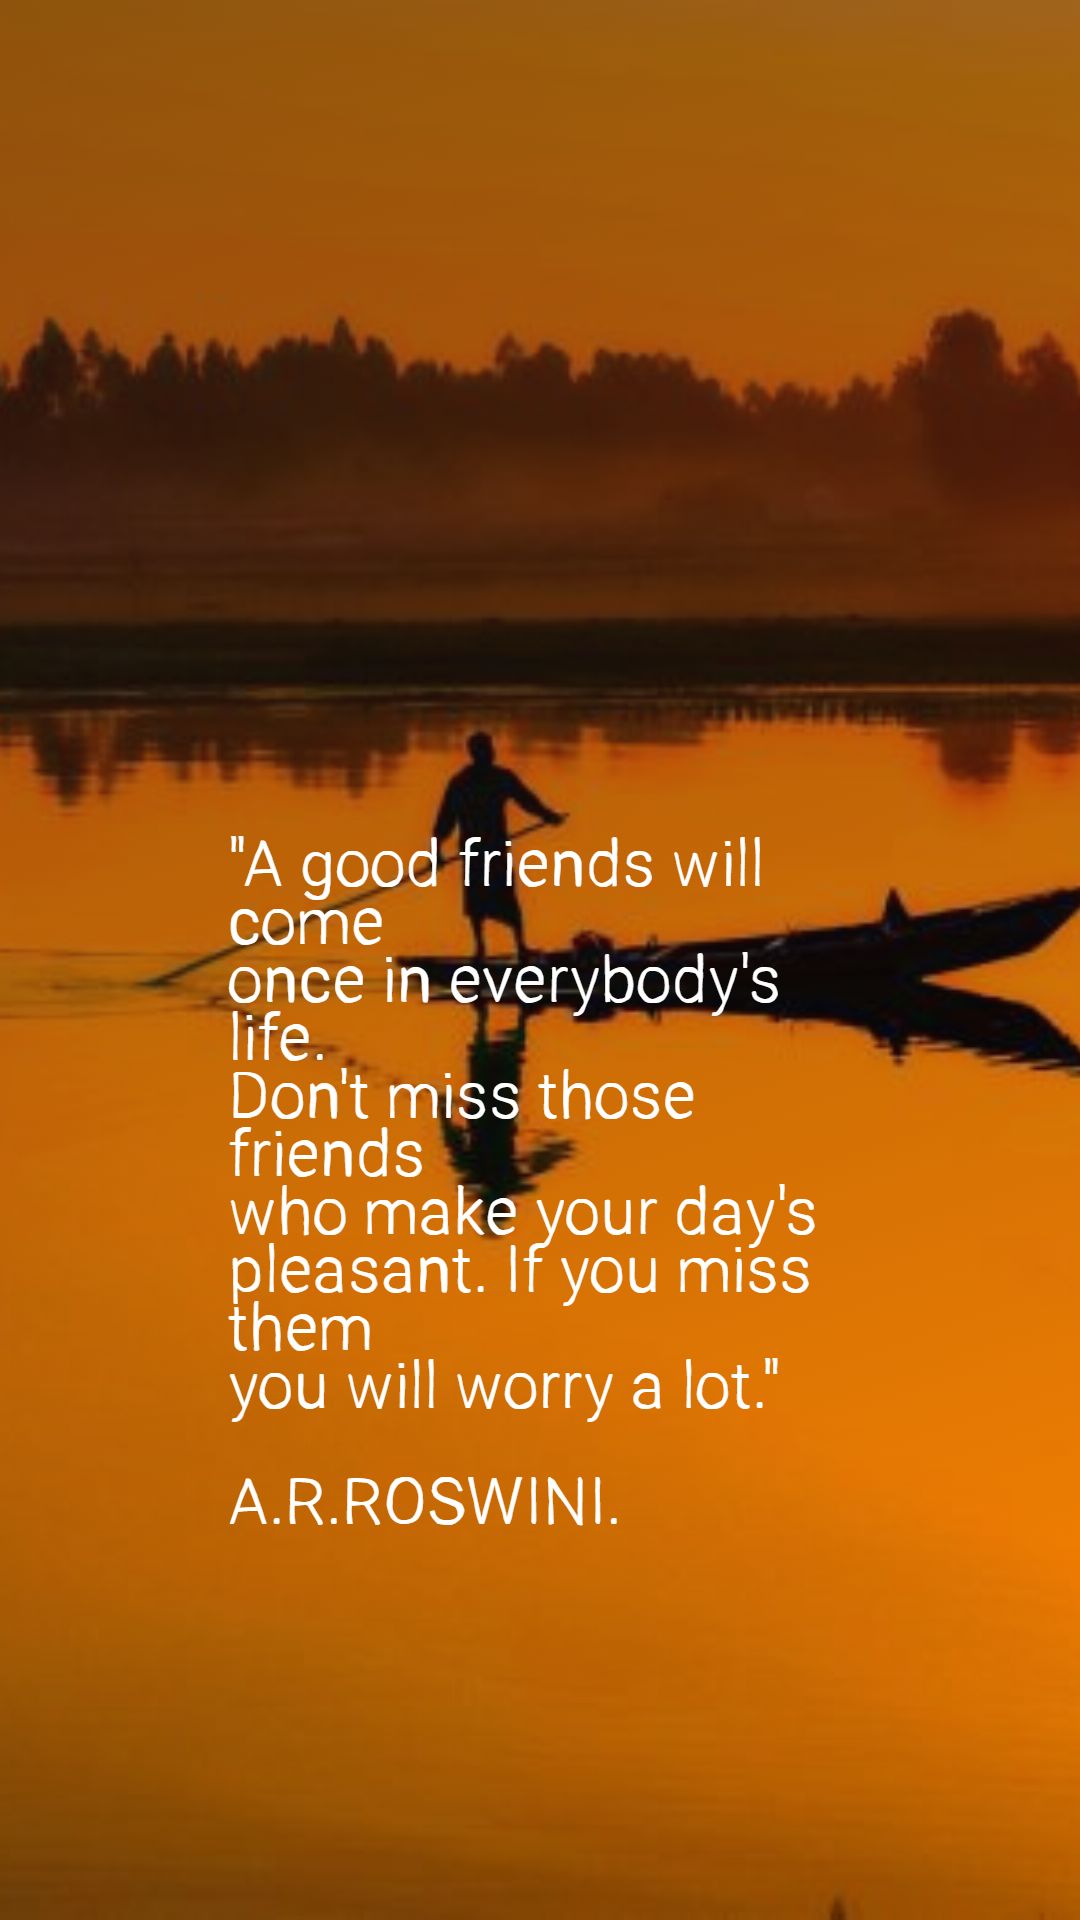 "A good friends will
come
once in everybody's
life.
Don't miss those
friends
who make your day's
pleasant. If you miss
them
you will worry a lot."
A.R.ROSWINI.